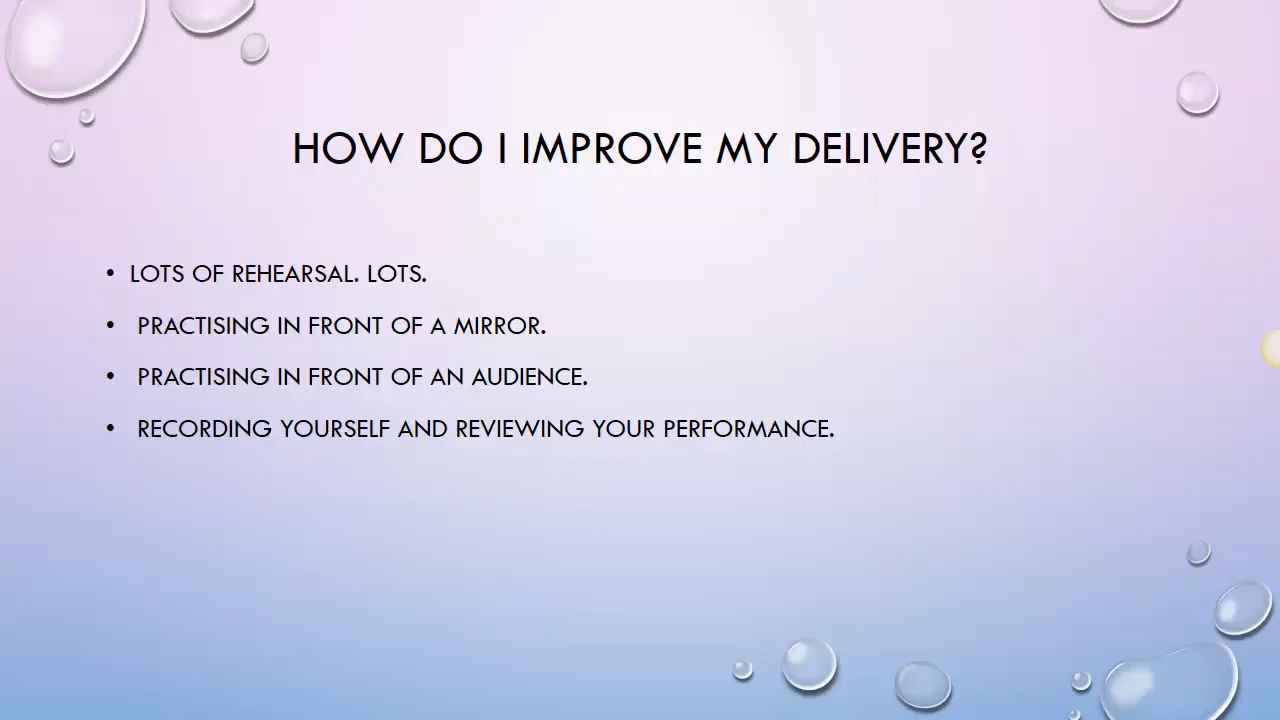 HOW DO I IMPROVE MY DELIVERY?
• LOTS OF REHEARSAL. LOTS.
• PRACTISING IN FRONT OF A MIRROR.
• PRACTISING IN FRONT OF AN AUDIENCE.
• RECORDING YOURSELF AND REVIEWING YOUR PERFORMANCE.